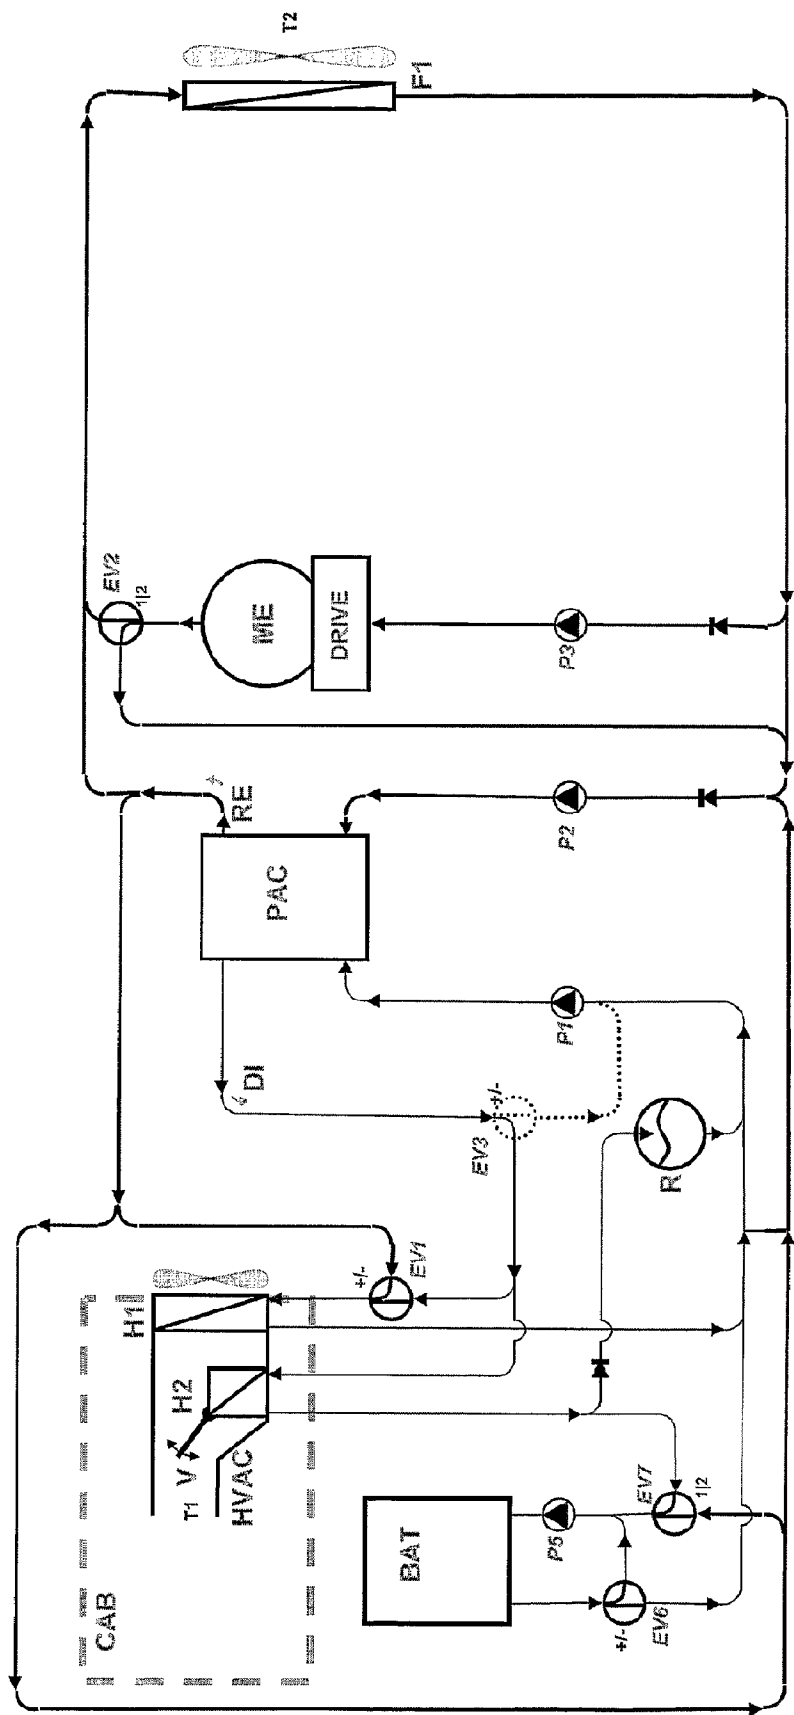 T2
F1
EV2
1|2
ME
DRIVE
P3
RE
PAC
P2
DI
P1
+/-
EV3
R
EV1
+/-
H1
H2
V
T1
HVAC
CAB
BAT
P5
EV7
1|2
+/-
EV6